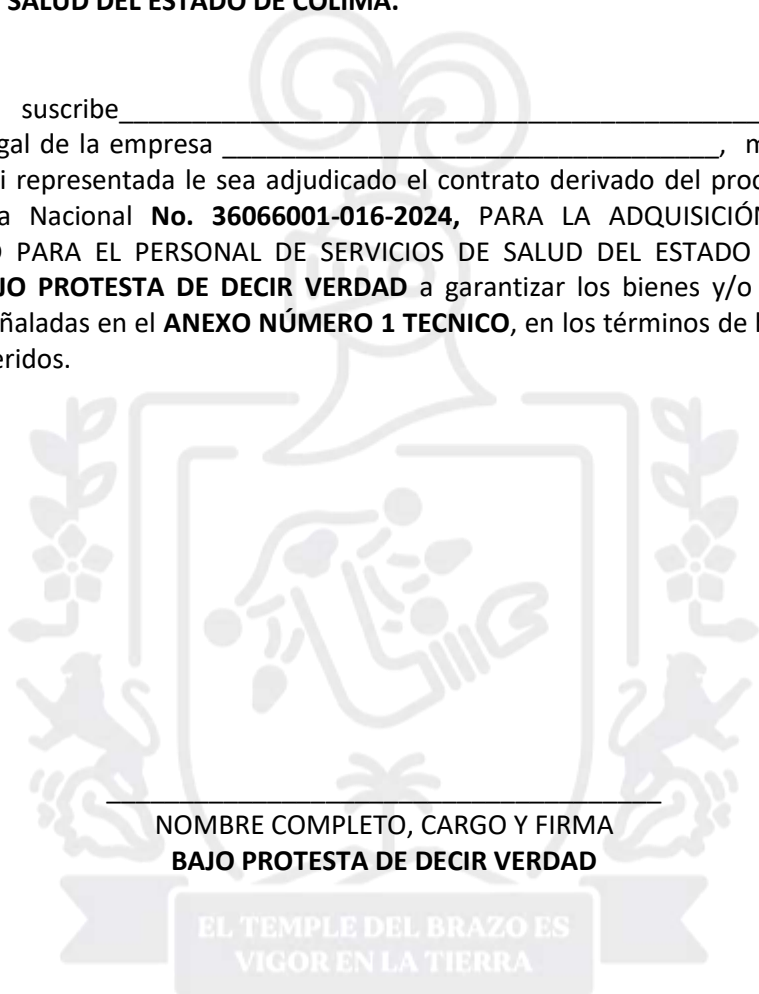 SALUD DEL ESTADO DE COLIMA.
suscribe_______________________________________________
gal de la empresa __________________________________, m
i representada le sea adjudicado el contrato derivado del proc
a Nacional No. 36066001-016-2024, PARA LA ADQUISICIÓN
O PARA EL PERSONAL DE SERVICIOS DE SALUD DEL ESTADO
JO PROTESTA DE DECIR VERDAD a garantizar los bienes y/o
ñaladas en el ANEXO NÚMERO 1 TECNICO, en los términos de l
eridos.
______________________________________
NOMBRE COMPLETO, CARGO Y FIRMA
BAJO PROTESTA DE DECIR VERDAD
EL TEMPLE DEL BRAZO ES
VIGOR EN LA TIERRA